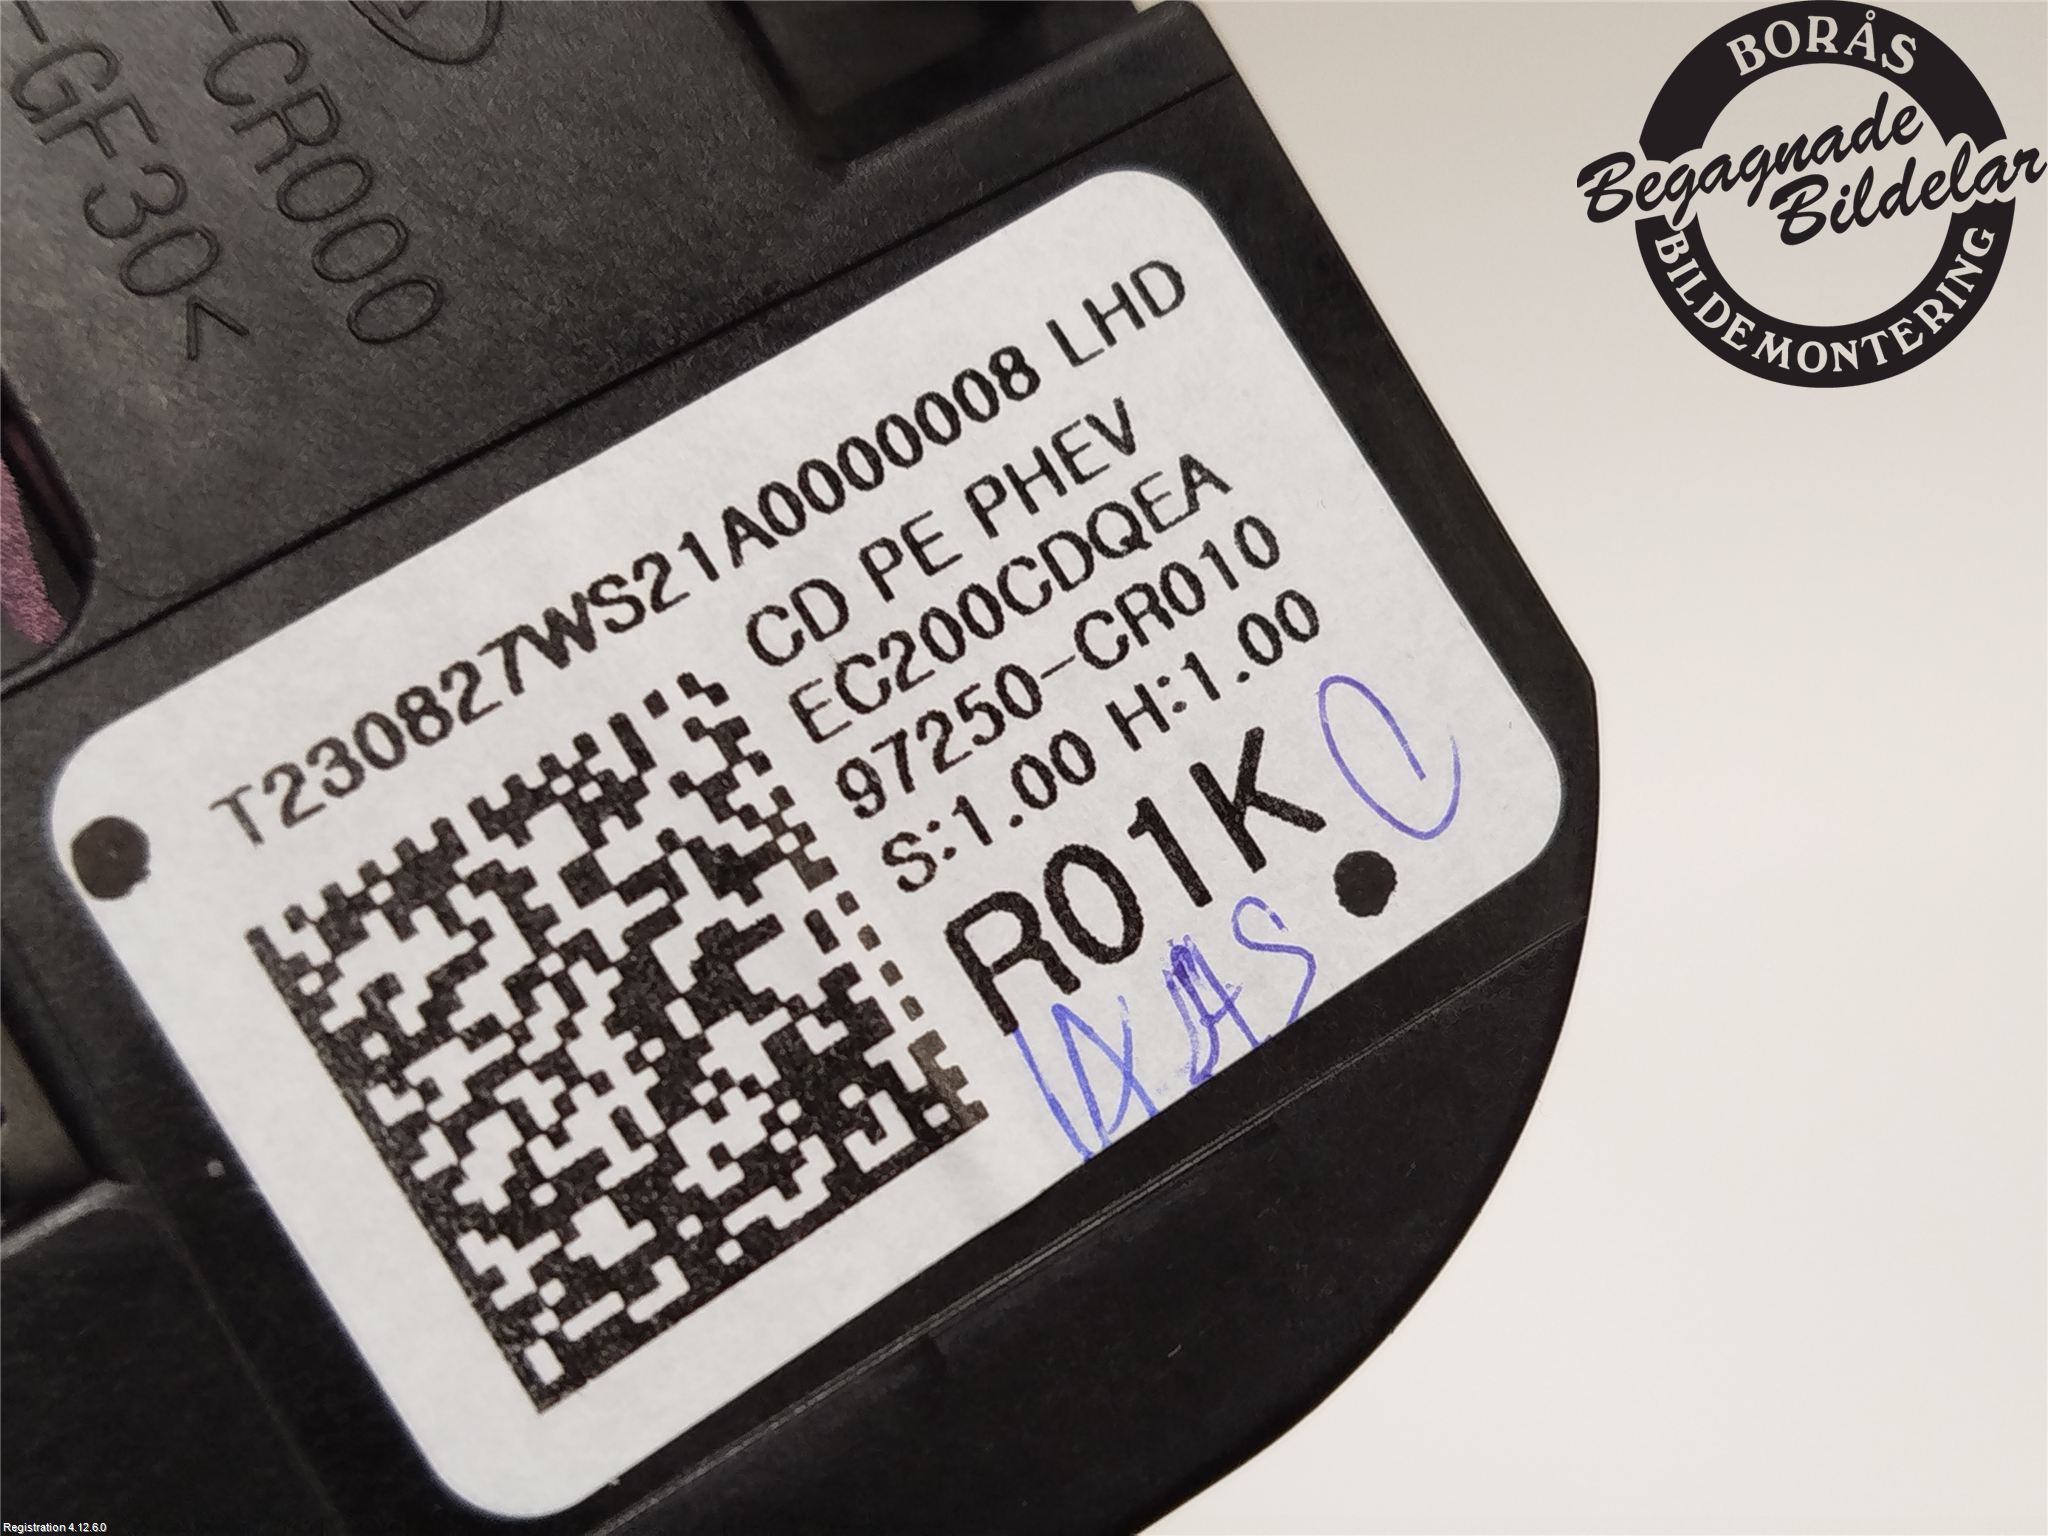 -CR000
-GF30<
T230827WS21A000008 LHD
CD PE PHEV
EC200CDQEA
97250-CR010
S:1.00 H:1.00
R01K
BORÅS
Begagnade
Bildelar
BILDEMONTERING
Registration 4.12.6.0